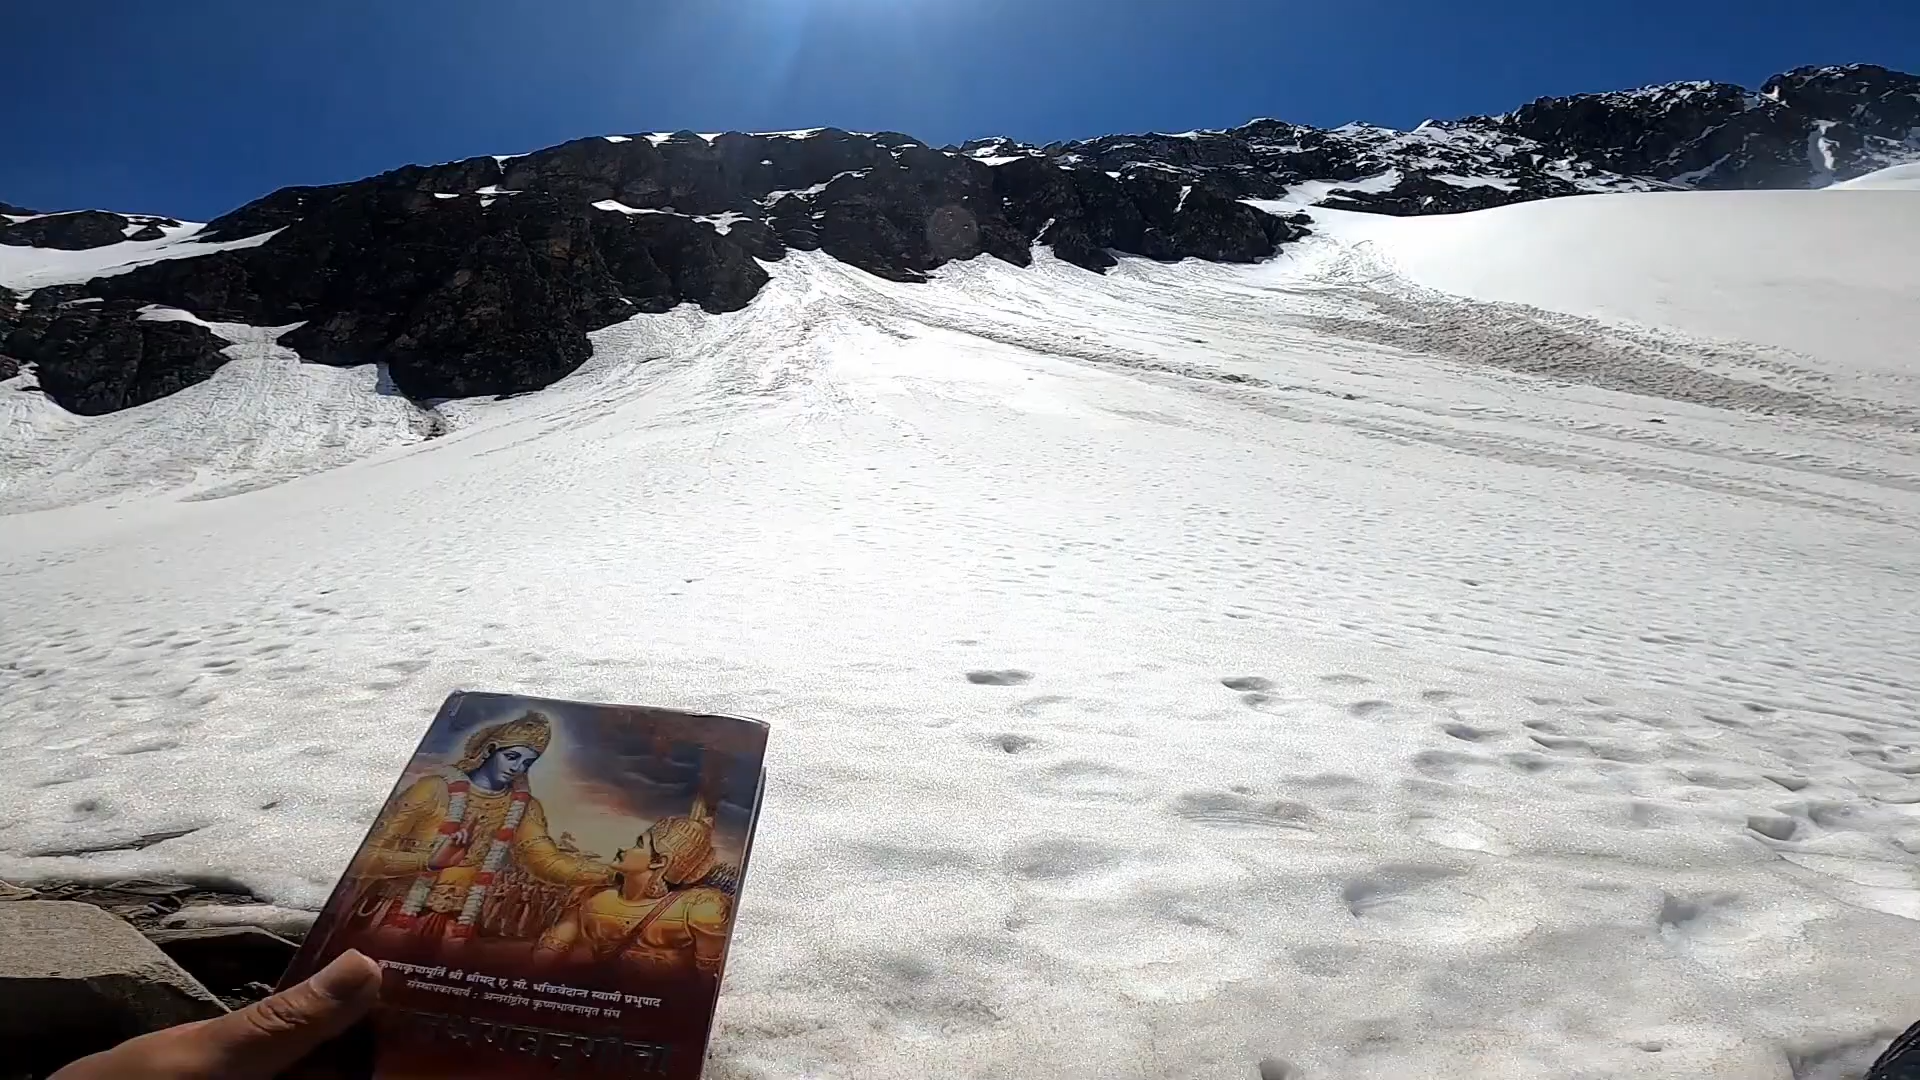 कृष्णकृपामूर्ति श्री श्रीमद् ए. सी. भक्तिवेदान्त स्वामी प्रभुपाद
संस्थापकाचार्य : अन्तर्राष्ट्रीय कृष्णभावनामृत संघ